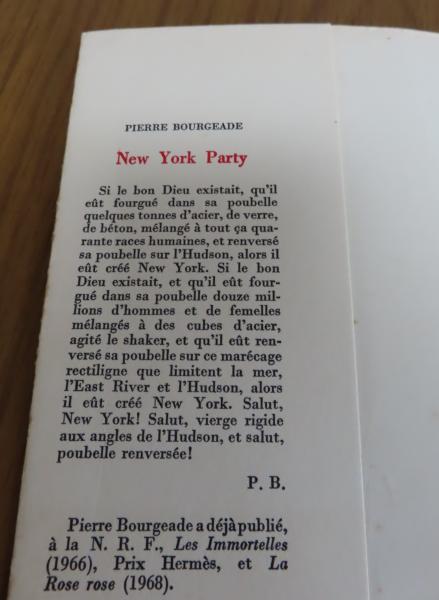 PIERRE BOURGEADE
New York Party
Si le bon Dieu existait, qu'il
eût fourgué dans sa poubelle
quelques tonnes d'acier, de verre,
de béton, mélangé à tout ça qua-
rante races humaines, et renversé
sa poubelle sur l'Hudson, alors il
eût créé New York. Si le bon
Dieu existait, et qu'il eût four-
gué dans sa poubelle douze mil-
lions d'hommes et de femelles
mélangés à des cubes d'acier,
agité le shaker, et qu'il eût ren-
versé sa poubelle sur ce marécage
rectiligne que limitent la mer,
l'East River et l'Hudson, alors
il eût créé New York. Salut,
New York! Salut, vierge rigide
aux angles de l'Hudson, et salut,
poubelle renversée!
P. B.
Pierre Bourgeade a déjà publié,
à la N. R. F., Les Immortelles
(1966), Prix Hermès, et La
Rose rose (1968).